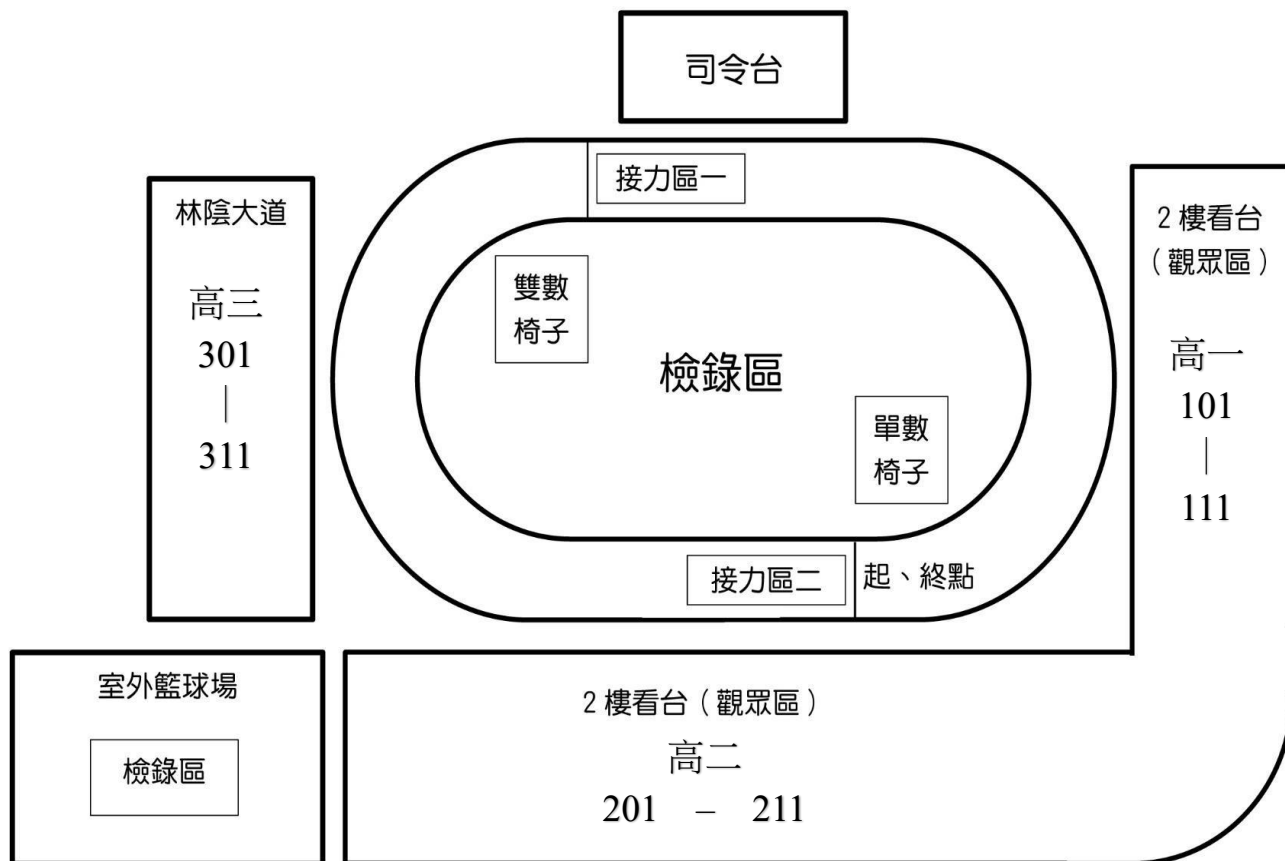 司令台
接力區一
林陰大道
高三
301
|
311
雙數
椅子
檢錄區
單數
椅子
2樓看台
（觀眾區）
高一
101
|
111
接力區二
起、終點
室外籃球場
檢錄區
2樓看台（觀眾區）
高二
201 – 211